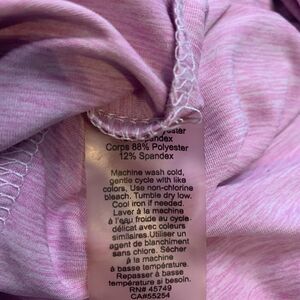 Spandex
Corps 88% Polyester
12% Spandex
Machine wash cold,
gentle cycle with like
colors, Use non-chlorine
bleach, Tumble dry low.
Cool iron if needed.
Laver à la machine
à l'eau froide au cycle
délicat avec couleurs
similaires.Utiliser un
agent de blanchiment
sans chlore. Sécher
à la machine
à basse température.
Repasser à basse
température si besoin.
RN# 45749
CA#55254